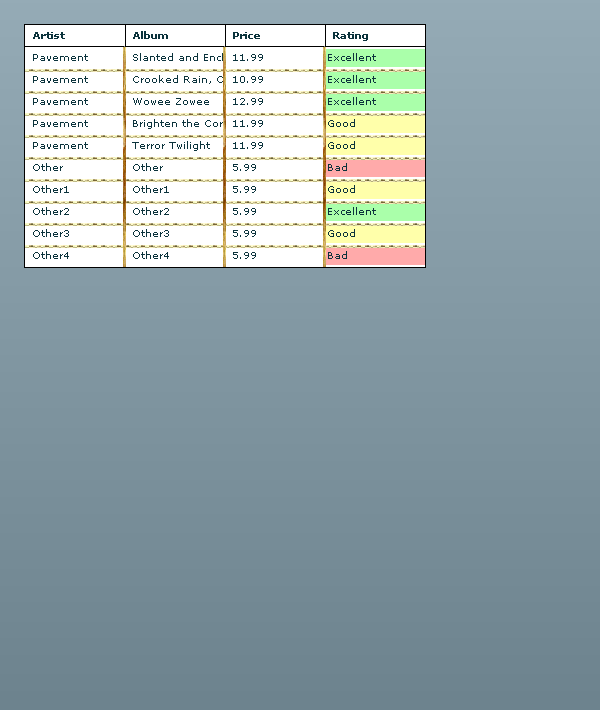 Artist Album Price Rating
Pavement Slanted and End 11.99 Excellent
Pavement Crooked Rain, C 10.99 Excellent
Pavement Wowee Zowee 12.99 Excellent
Pavement Brighten the Cor 11.99 Good
Pavement Terror Twilight 11.99 Good
Other Other 5.99 Bad
Other1 Other1 5.99 Good
Other2 Other2 5.99 Excellent
Other3 Other3 5.99 Good
Other4 Other4 5.99 Bad